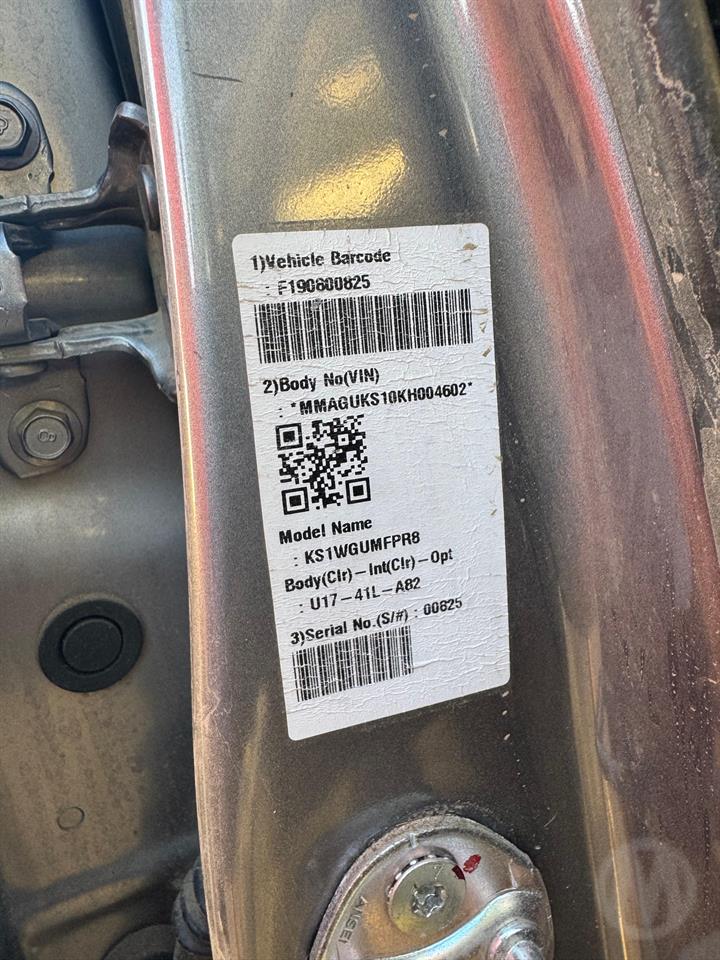 1)Vehicle Barcode
: F190800825
2)Body No(VIN)
: *MMAGUKS10KH004602*
Model Name
: KS1WGUMFPR8
Body(Clr)-Int(Clr)-Opt
: U17-41L-A82
3)Serial No.(S/#) : 00825
AISEI
M